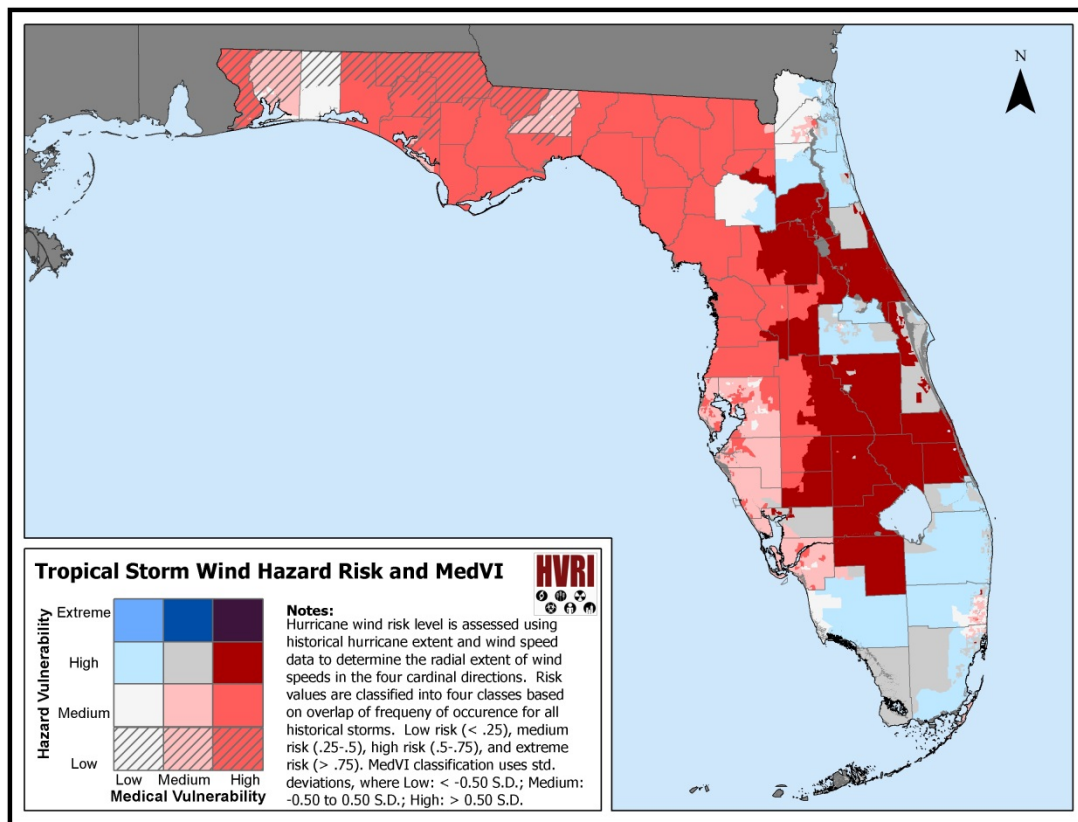 N
Tropical Storm Wind Hazard Risk and MedVI
HVRI
Hazard Vulnerability
Extreme
High
Medium
Low
Low Medium High
Medical Vulnerability
Notes:
Hurricane wind risk level is assessed using
historical hurricane extent and wind speed
data to determine the radial extent of wind
speeds in the four cardinal directions. Risk
values are classified into four classes based
on overlap of frequeny of occurence for all
historical storms. Low risk (< .25), medium
risk (.25-.5), high risk (.5-.75), and extreme
risk (> .75). MedVI classification uses std.
deviations, where Low: < -0.50 S.D.; Medium:
-0.50 to 0.50 S.D.; High: > 0.50 S.D.